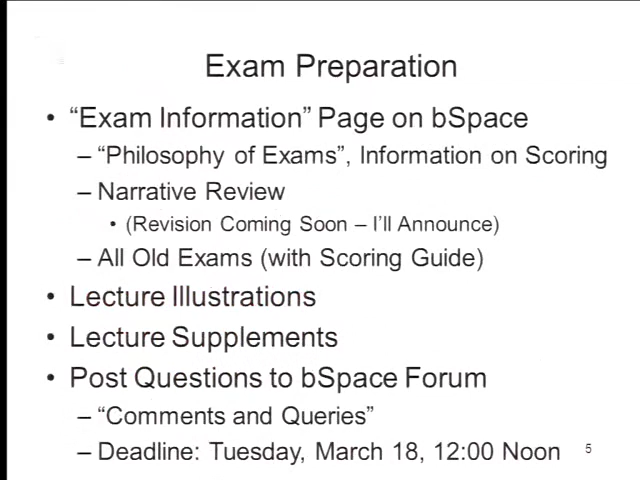 Exam Preparation
• “Exam Information” Page on bSpace
– “Philosophy of Exams”, Information on Scoring
– Narrative Review
• (Revision Coming Soon – I’ll Announce)
– All Old Exams (with Scoring Guide)
• Lecture Illustrations
• Lecture Supplements
• Post Questions to bSpace Forum
– “Comments and Queries”
– Deadline: Tuesday, March 18, 12:00 Noon
5